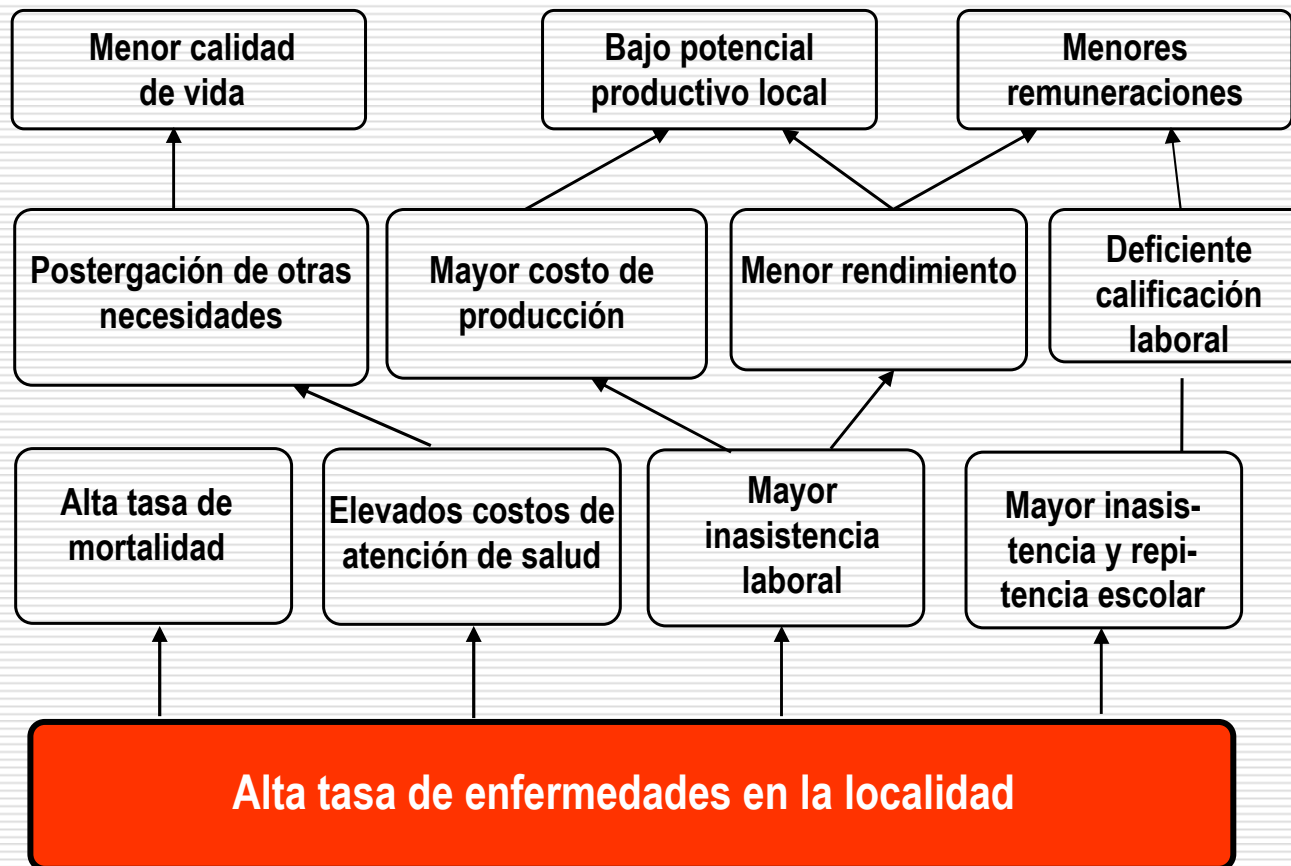 Menor calidad
de vida
Bajo potencial
productivo local
Menores
remuneraciones
Postergación de otras
necesidades
Mayor costo de
producción
Menor rendimiento
Deficiente
calificación
laboral
Alta tasa de
mortalidad
Elevados costos de
atención de salud
Mayor
inasistencia
laboral
Mayor inasis-
tencia y repi-
tencia escolar
Alta tasa de enfermedades en la localidad